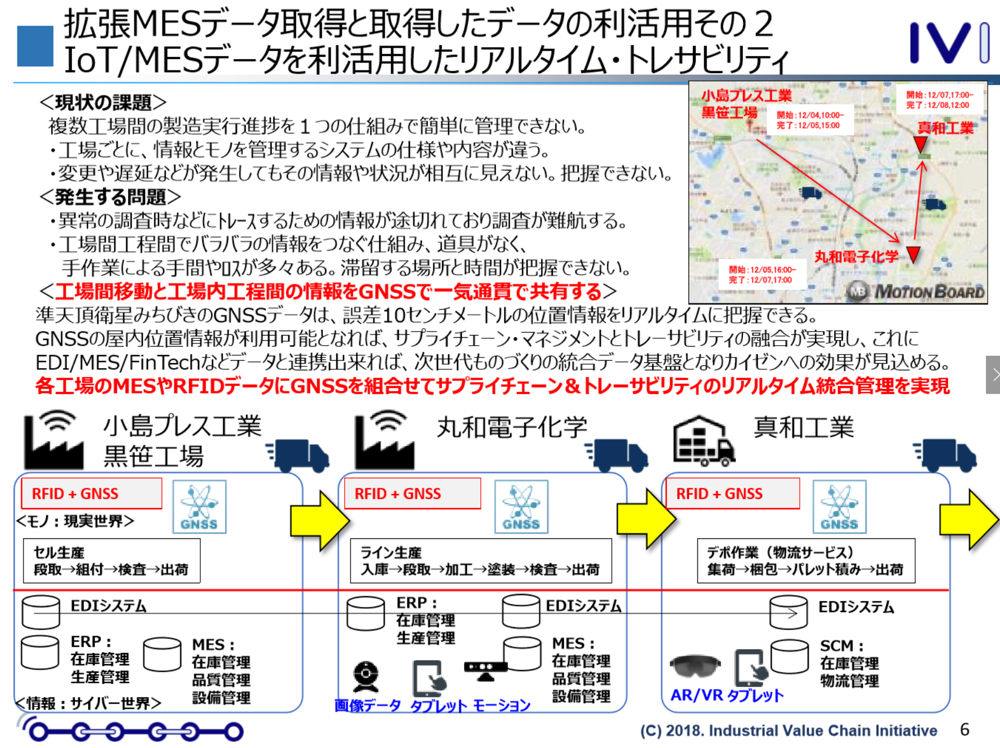 拡張MESデータ取得と取得したデータの利活用その２
IoT/MESデータを利活用したリアルタイム・トレサビリティ
IVI
＜現状の課題＞
複数工場間の製造実行進捗を１つの仕組みで簡単に管理できない。
・工場ごとに、情報とモノを管理するシステムの仕様や内容が違う。
・変更や遅延などが発生してもその情報や状況が相互に見えない。把握できない。
＜発生する問題＞
・異常の調査時などにトレースするための情報が途切れており調査が難航する。
・工場間工程間でバラバラの情報をつなぐ仕組み、道具がなく、
手作業による手間やロスが多々ある。滞留する場所と時間が把握できない。
＜工場間移動と工場内工程間の情報をGNSSで一気通貫で共有する＞
準天頂衛星みちびきのGNSSデータは、誤差10センチメートルの位置情報をリアルタイムに把握できる。
GNSSの屋内位置情報が利用可能となれば、サプライチェーン・マネジメントとトレーサビリティの融合が実現し、これに
EDI/MES/FinTechなどデータと連携出来れば、次世代ものづくりの統合データ基盤となりカイゼンへの効果が見込める。
各工場のMESやRFIDデータにGNSSを組合せてサプライチェーン＆トレーサビリティのリアルタイム統合管理を実現
小島プレス工業
黒笹工場
開始：12/04,10:00−
完了：12/05,15:00
開始：12/07,17:00−
完了：12/08,12:00
真和工業
丸和電子化学
開始：12/05,16:00−
完了：12/07,17:00
MB MOTIONBOARD
小島プレス工業
黒笹工場
RFID + GNSS
GNSS
＜モノ：現実世界＞
セル生産
段取→組付→検査→出荷
EDIシステム
ERP：
在庫管理
生産管理
MES：
在庫管理
品質管理
設備管理
＜情報：サイバー世界＞
丸和電子化学
RFID + GNSS
GNSS
ライン生産
入庫→段取→加工→塗装→検査→出荷
ERP：
在庫管理
生産管理
EDIシステム
MES：
在庫管理
品質管理
設備管理
画像データ タブレット モーション
真和工業
RFID + GNSS
GNSS
デポ作業（物流サービス）
集荷→梱包→パレット積み→出荷
EDIシステム
SCM：
在庫管理
物流管理
AR/VR タブレット
(C) 2018. Industrial Value Chain Initiative
6